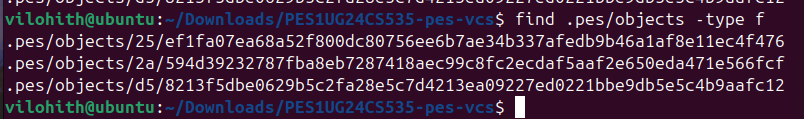 vilohith@ubuntu:~/Downloads/PES1UG24CS535-pes-vcs$ find .pes/objects -type f
.pes/objects/25/ef1fa07ea68a52f800dc80756ee6b7ae34b337afedb9b46a1af8e11ec4f476
.pes/objects/2a/594d39232787fba8eb7287418aec99c8fc2ecdaf5aaf2e650eda471e566fcf
.pes/objects/d5/8213f5dbe0629b5c2fa28e5c7d4213ea09227ed0221bbe9db5e5c4b9aafc12
vilohith@ubuntu:~/Downloads/PES1UG24CS535-pes-vcs$